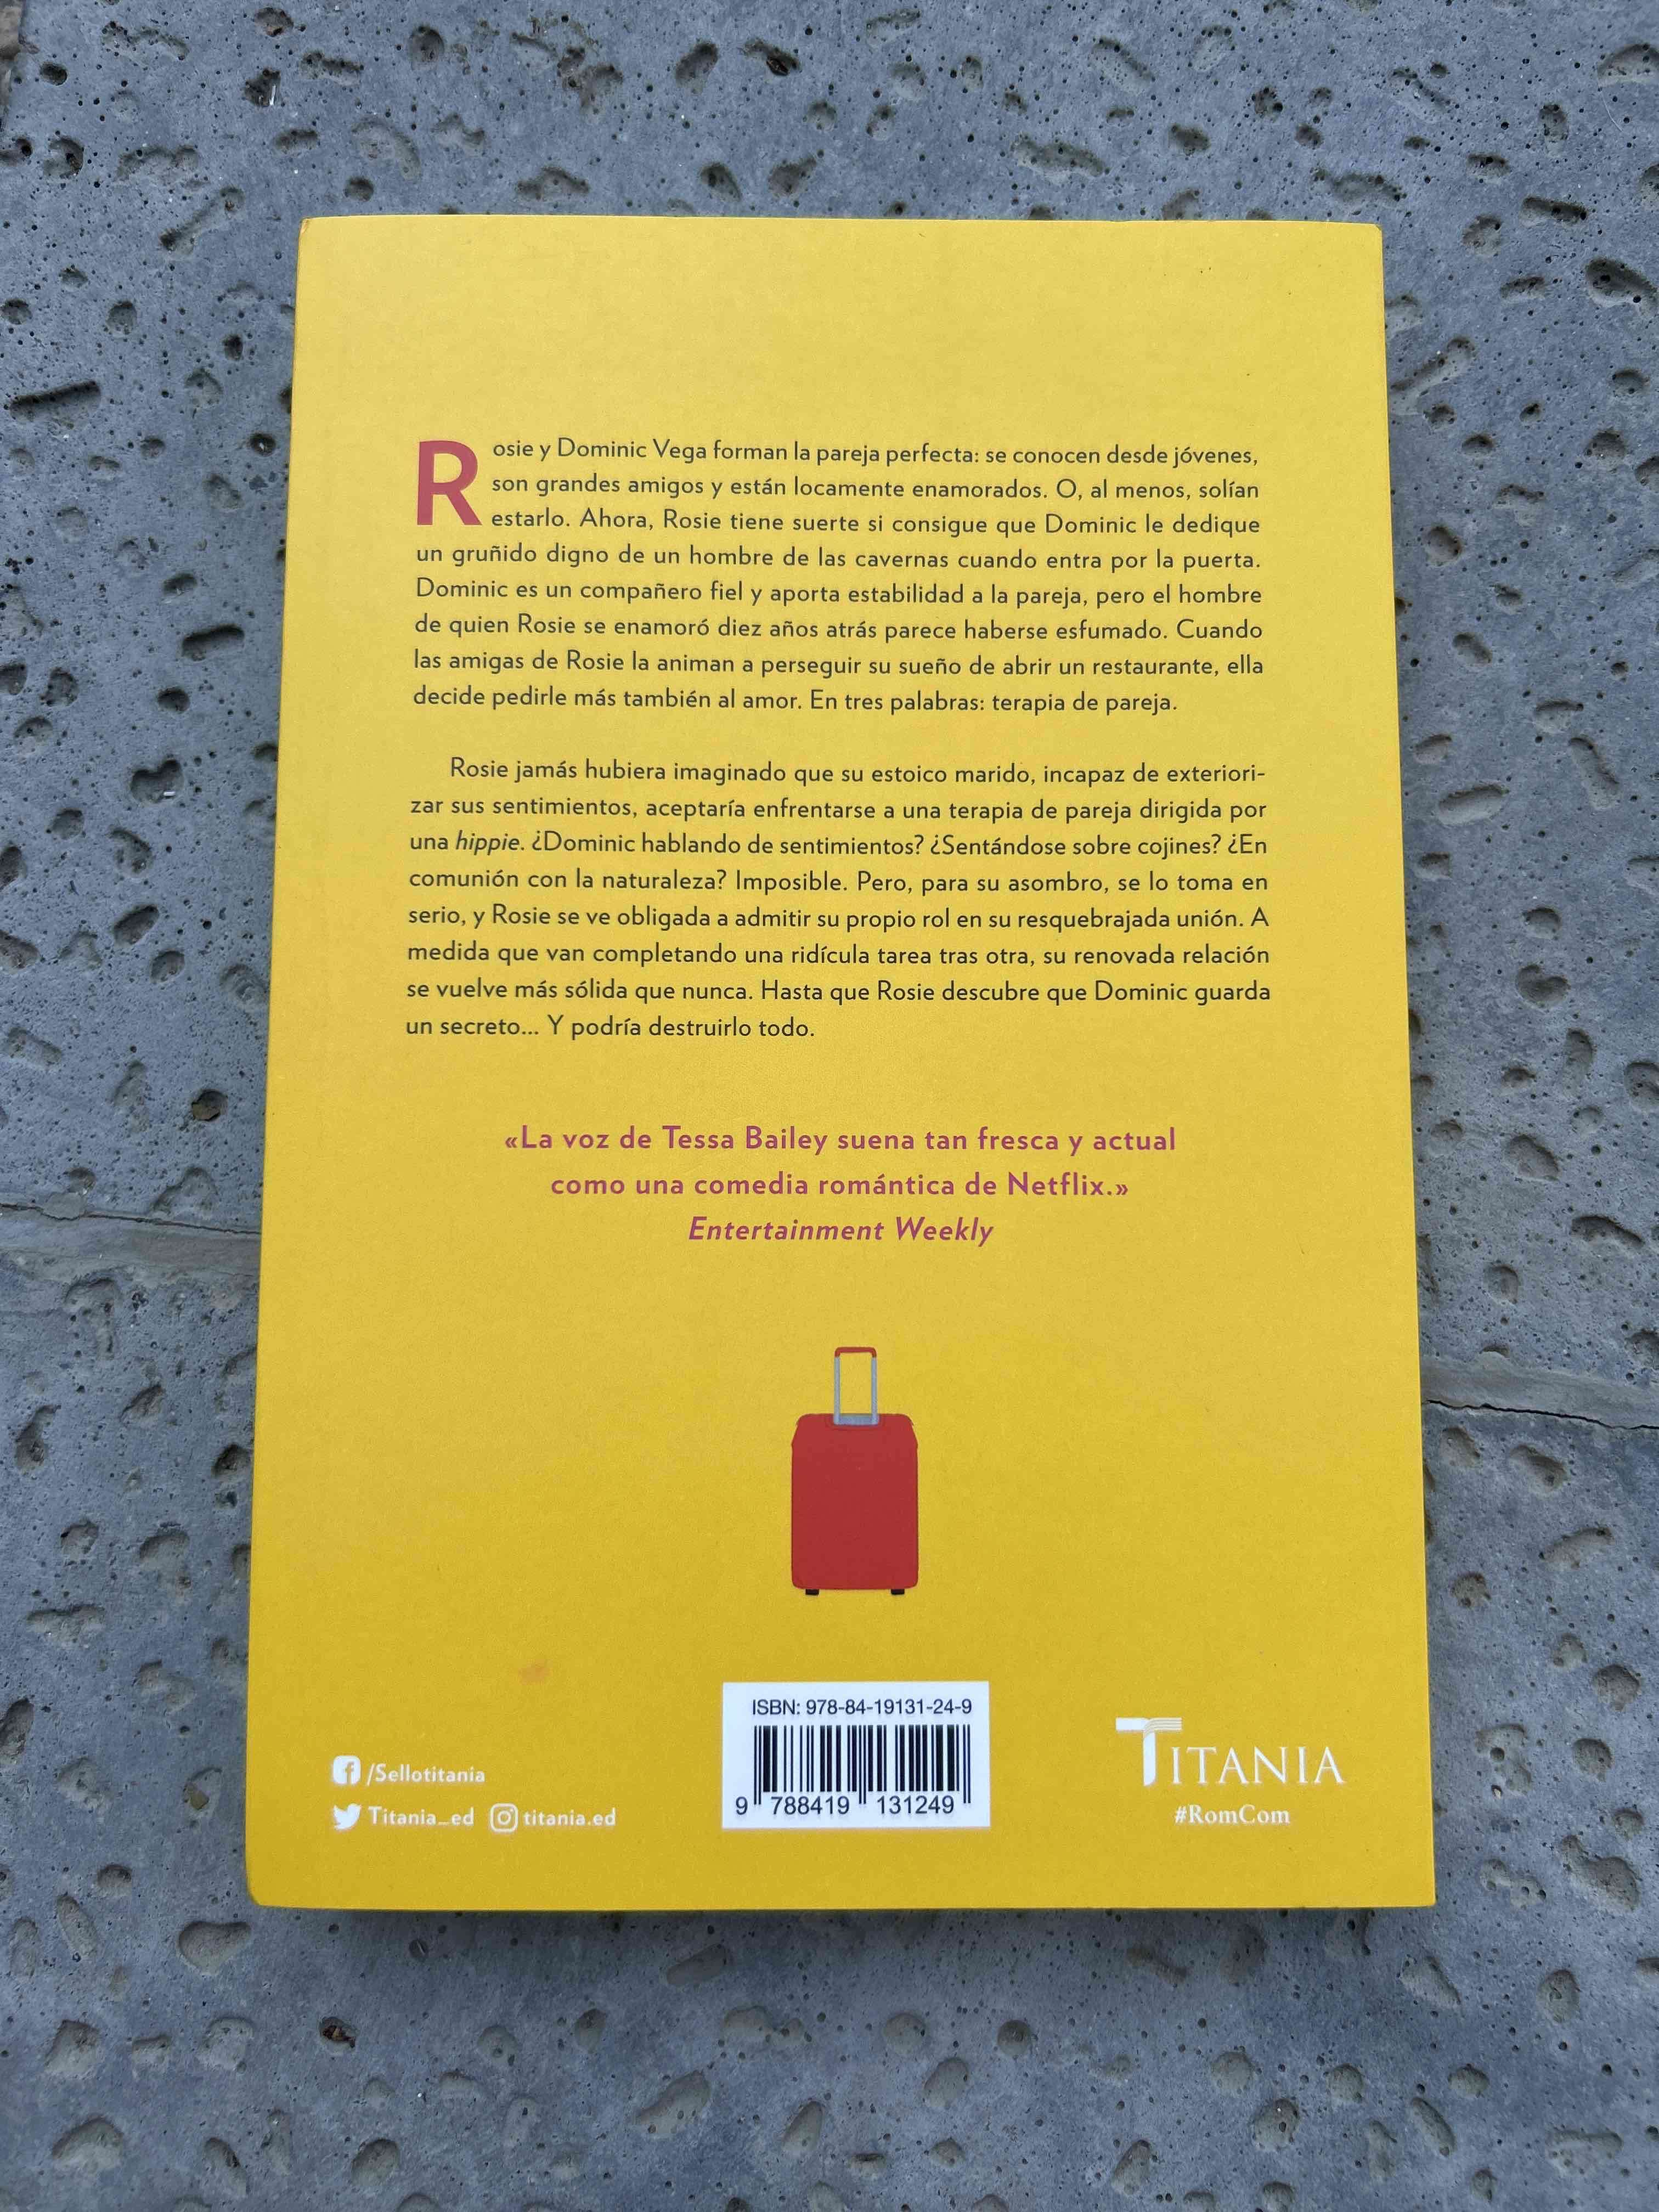 Rosie y Dominic Vega forman la pareja perfecta: se conocen desde jóvenes,
son grandes amigos y están locamente enamorados. O, al menos, solían
estarlo. Ahora, Rosie tiene suerte si consigue que Dominic le dedique
un gruñido digno de un hombre de las cavernas cuando entra por la puerta.
Dominic es un compañero fiel y aporta estabilidad a la pareja, pero el hombre
de quien Rosie se enamoró diez años atrás parece haberse esfumado. Cuando
las amigas de Rosie la animan a perseguir su sueño de abrir un restaurante, ella
decide pedirle más también al amor. En tres palabras: terapia de pareja.
Rosie jamás hubiera imaginado que su estoico marido, incapaz de exteriori-
zar sus sentimientos, aceptaría enfrentarse a una terapia de pareja dirigida por
una hippie. ¿Dominic hablando de sentimientos? ¿Sentándose sobre cojines? ¿En
comunión con la naturaleza? Imposible. Pero, para su asombro, se lo toma en
serio, y Rosie se ve obligada a admitir su propio rol en su resquebrajada unión. A
medida que van completando una ridícula tarea tras otra, su renovada relación
se vuelve más sólida que nunca. Hasta que Rosie descubre que Dominic guarda
un secreto... Y podría destruirlo todo.
«La voz de Tessa Bailey suena tan fresca y actual
como una comedia romántica de Netflix.»
Entertainment Weekly
ISBN: 978-84-19131-24-9
9 788419 131249
/Sellotitania
Titania_ed titania.ed
TITANIA
#RomCom